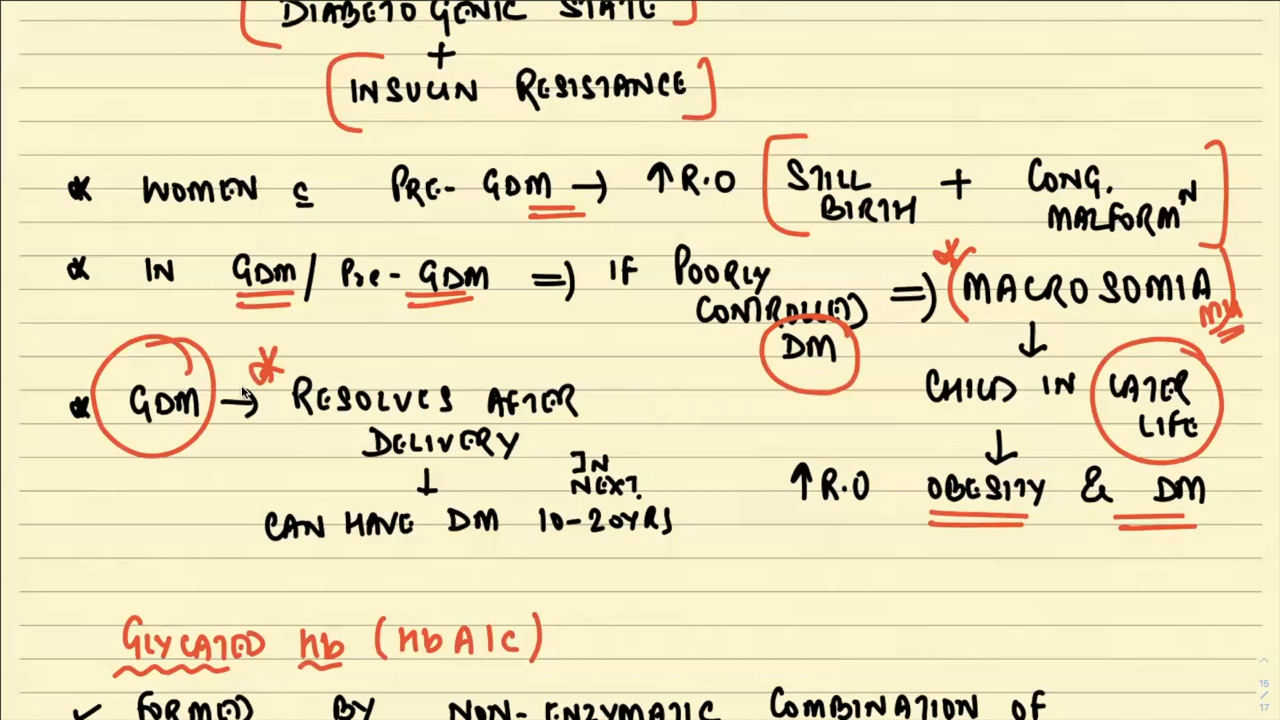 DIABETOGENIC STATE
+
INSULIN RESISTANCE
* WOMEN c PRE-GDM → ↑R.O [STILL BIRTH + CONG. MALFORMN]
* IN GDM / Pre-GDM ⇒ IF POORLY CONTROLLED DM ⇒ (MACROSOMIA
↓
CHILD IN LATER LIFE
↓
↑R.O OBESITY & DM
* GDM → * RESOLVES AFTER
DELIVERY
↓
CAN HAVE DM IN NEXT 10-20YRS
GLYCATED Hb (HbA1C)
✓ FORMED BY NON-ENZYMATIC COMBINATION OF
15
/
17